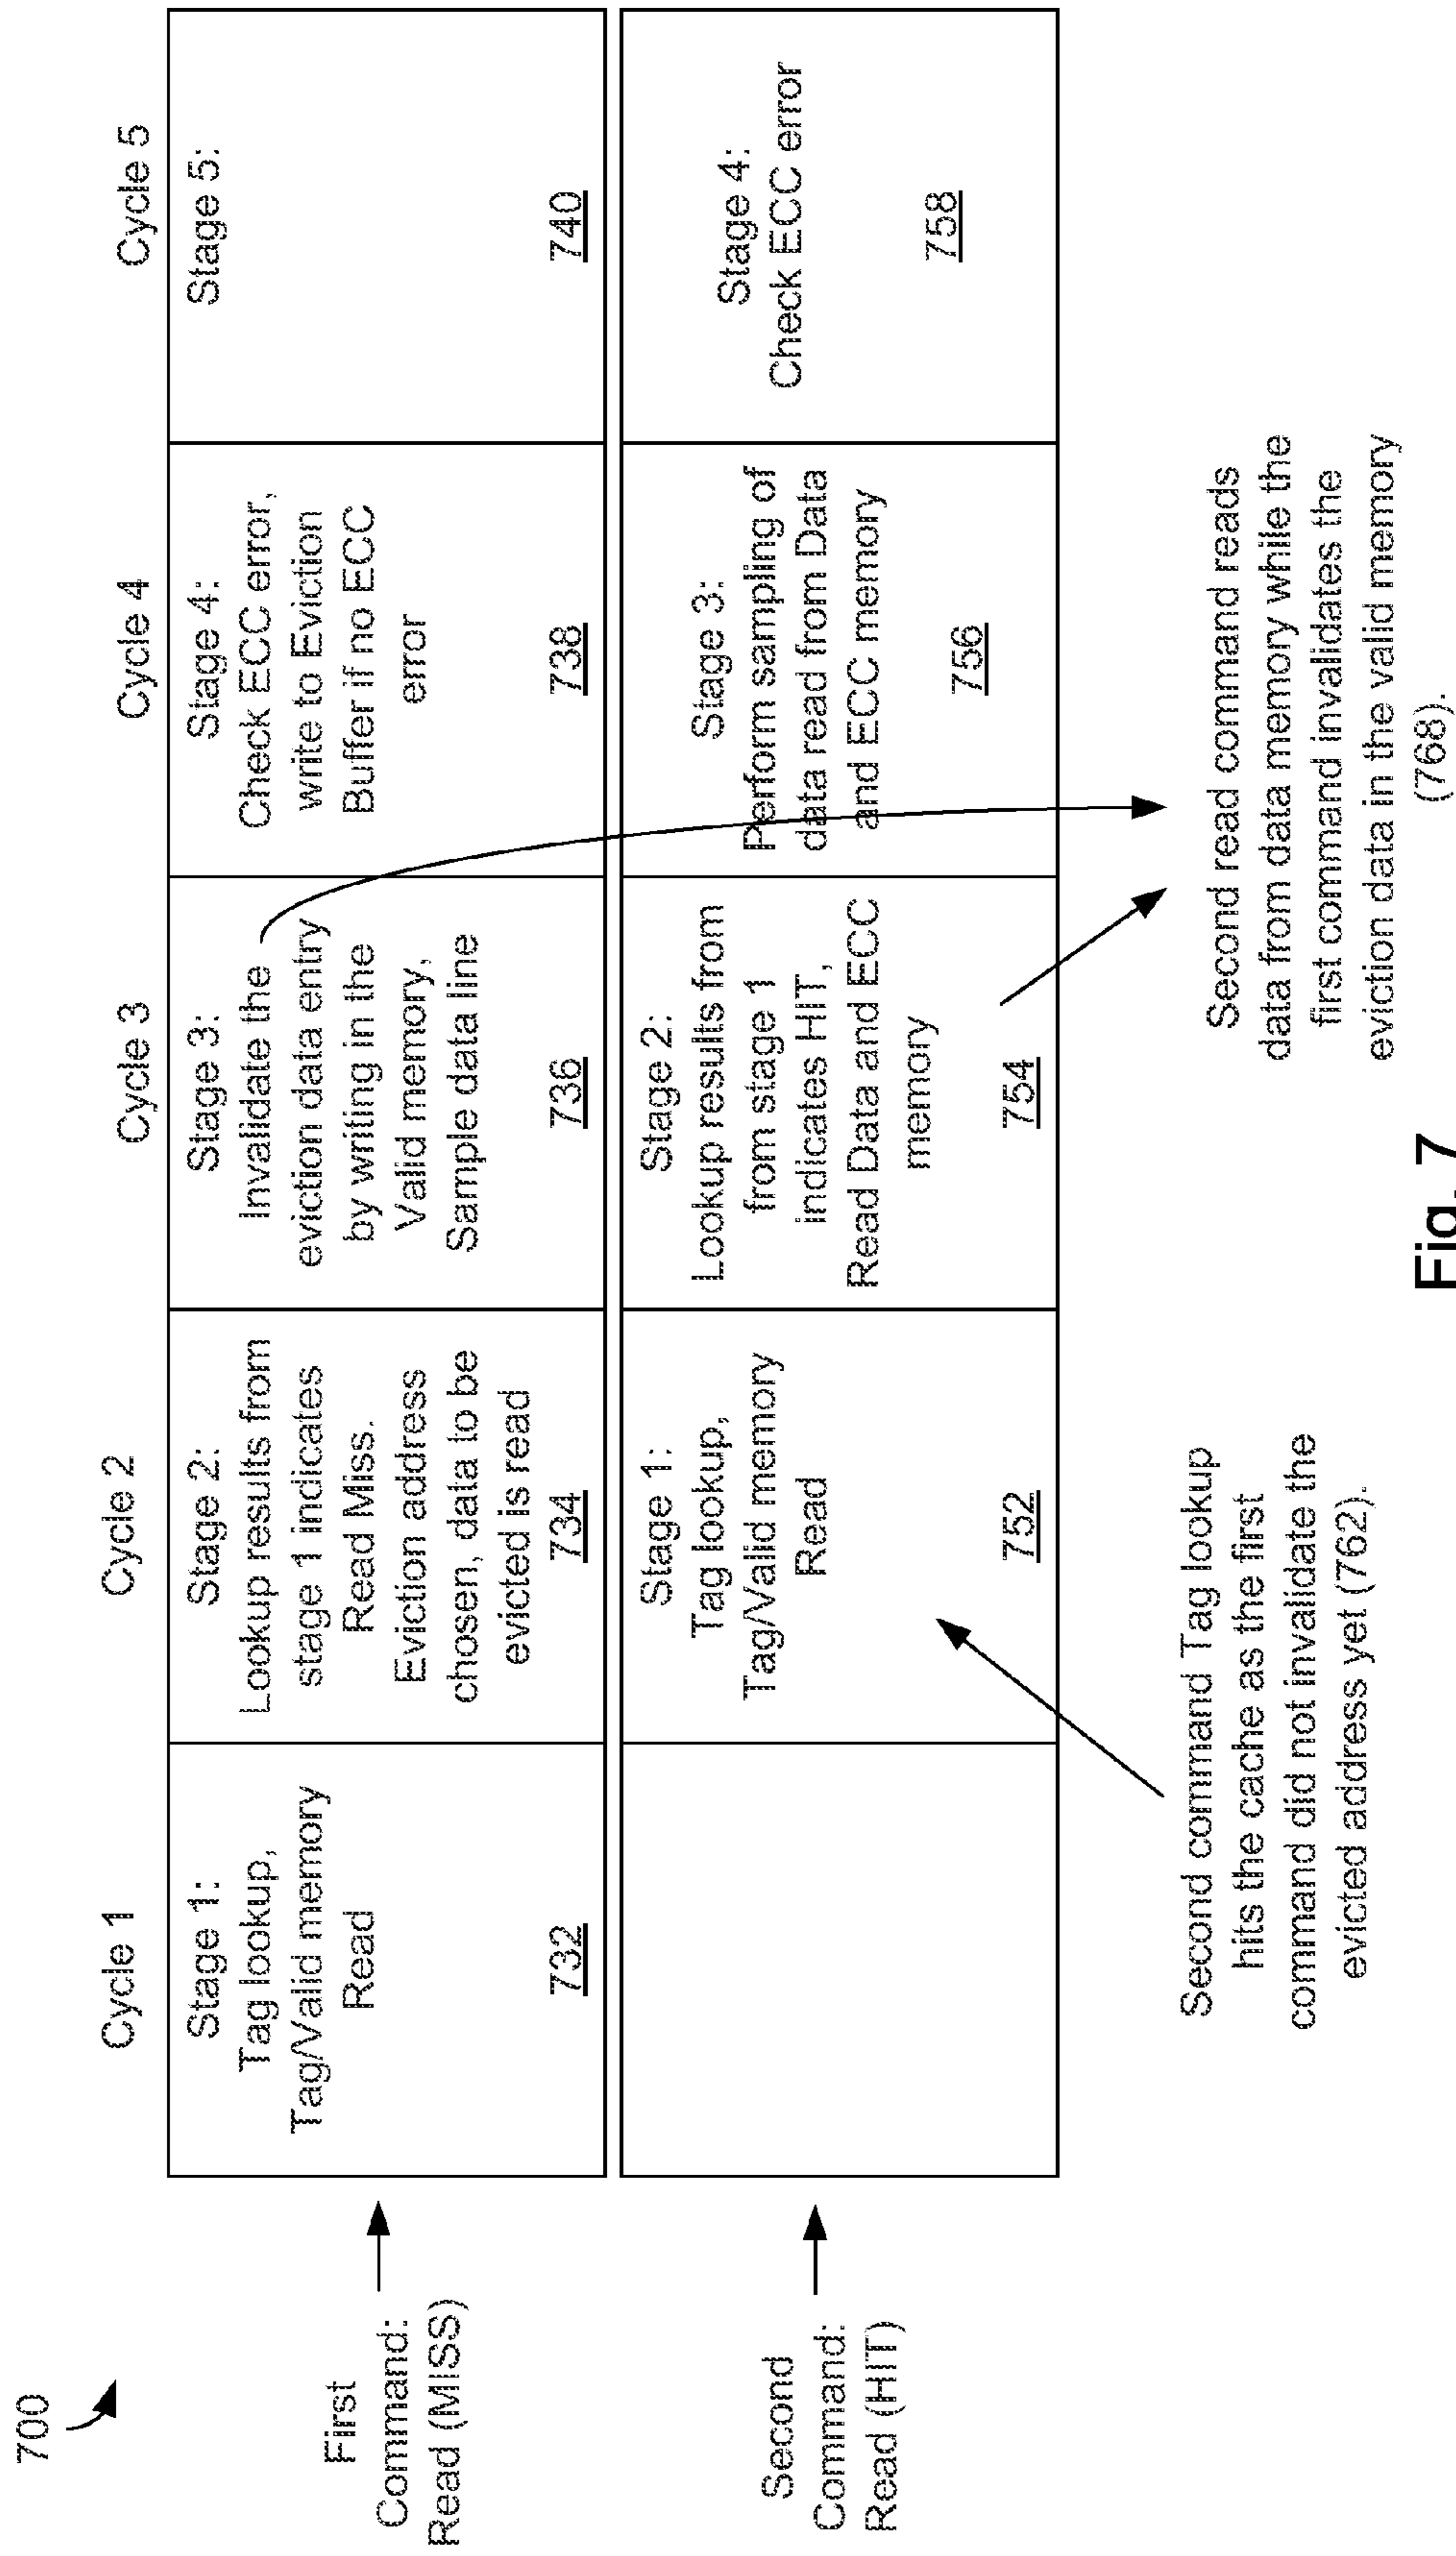 700
Cycle 1
Cycle 2
Cycle 3
Cycle 4
Cycle 5
First
Command:
Read (MISS)
Stage 1:
Tag lookup,
Tag/Valid memory
Read
732
Stage 2:
Lookup results from
stage 1 indicates
Read Miss.
Eviction address
chosen, data to be
evicted is read
734
Stage 3:
Invalidate the
eviction data entry
by writing in the
Valid memory,
Sample data line
736
Stage 4:
Check ECC error,
write to Eviction
Buffer if no ECC
error
738
Stage 5:
740
Second
Command:
Read (HIT)
Stage 1:
Tag lookup,
Tag/Valid memory
Read
752
Stage 2:
Lookup results from
from stage 1
indicates HIT,
Read Data and ECC
memory
754
Stage 3:
Perform sampling of
data read from Data
and ECC memory
756
Stage 4:
Check ECC error
758
Second command Tag lookup
hits the cache as the first
command did not invalidate the
evicted address yet (762).
Second read command reads
data from data memory while the
first command invalidates the
eviction data in the valid memory
(768).
Fig. 7